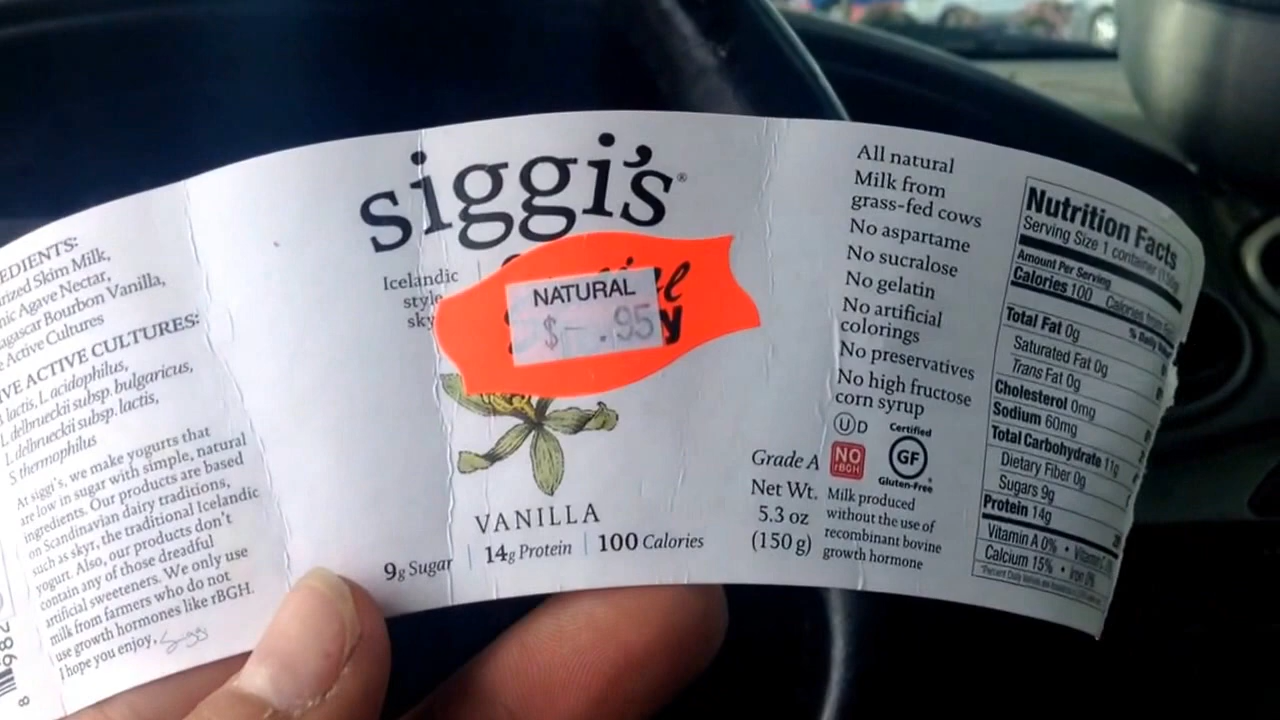 EDIENTS:
rized Skim Milk,
nic Agave Nectar,
agascar Bourbon Vanilla,
e Active Cultures
VE ACTIVE CULTURES:
lactis, L. acidophilus,
L. delbrueckii subsp. bulgaricus,
L. delbrueckii subsp. lactis,
S. thermophilus
At siggi's, we make yogurts that
are low in sugar with simple, natural
ingredients. Our products are based
on Scandinavian dairy traditions,
such as skyr, the traditional Icelandic
yogurt. Also, our products don't
contain any of those dreadful
artificial sweeteners. We only use
milk from farmers who do not
use growth hormones like rBGH.
I hope you enjoy, Siggi
siggi's®
Icelandic
style
sky
NATURAL
$ .95
VANILLA
9g Sugar | 14g Protein | 100 Calories
Grade A
Net Wt.
5.3 oz
(150 g)
All natural
Milk from
grass-fed cows
No aspartame
No sucralose
No gelatin
No artificial
colorings
No preservatives
No high fructose
corn syrup
UD
NO
rBGH
Certified
GF
Gluten-Free
Milk produced
without the use of
recombinant bovine
growth hormone
Nutrition Facts
Serving Size 1 container
Amount Per Serving
Calories 100 Calories from
% Daily
Total Fat 0g
Saturated Fat 0g
Trans Fat 0g
Cholesterol 0mg
Sodium 60mg
Total Carbohydrate 11g
Dietary Fiber 0g
Sugars 9g
Protein 14g
Vitamin A 0% • Vitamin C
Calcium 15% • Iron 0%